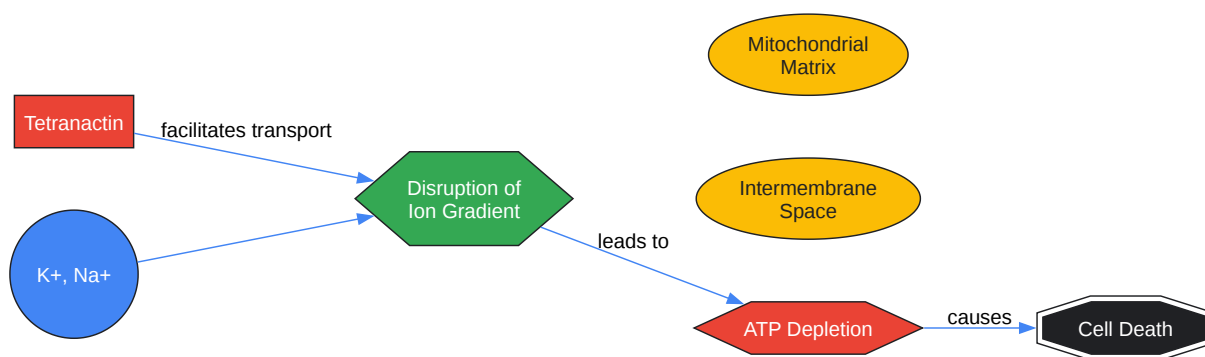 Mitochondrial
Matrix
Tetranactin
facilitates transport
Disruption of
Ion Gradient
Intermembrane
Space
K+, Na+
leads to
ATP Depletion
causes
Cell Death